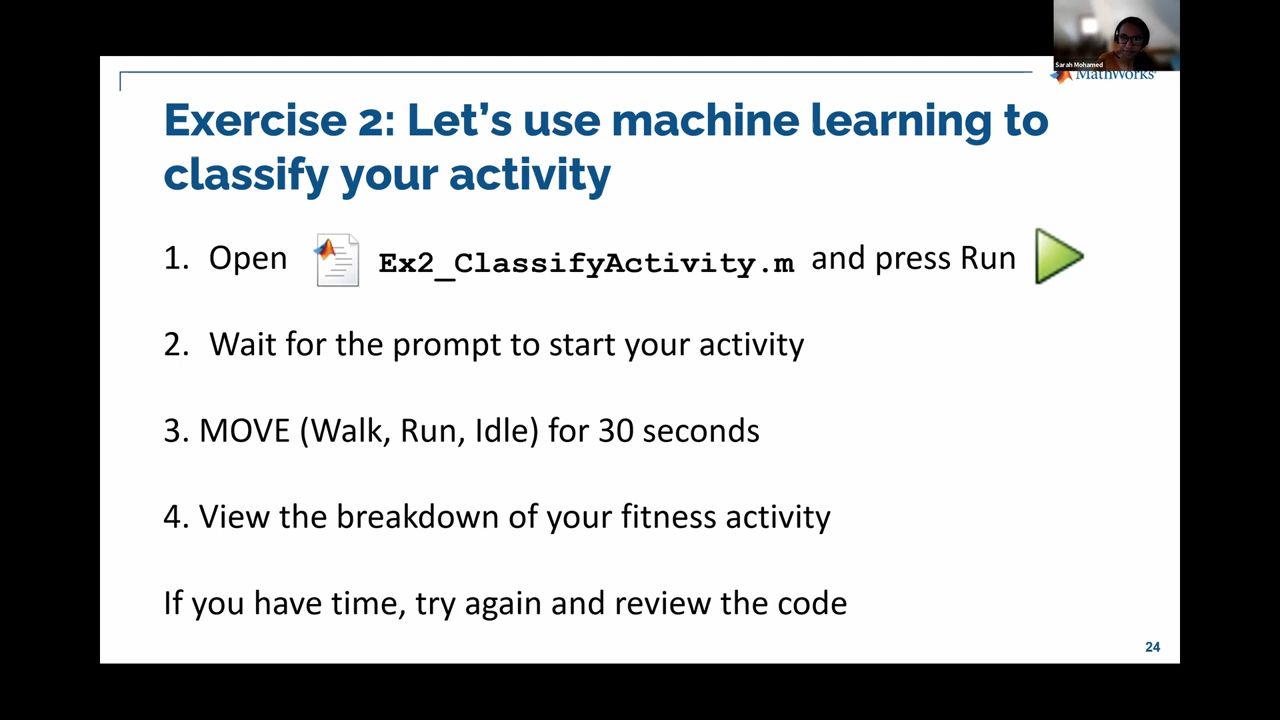 Sarah Mohamed
MathWorks
Exercise 2: Let's use machine learning to
classify your activity
1. Open Ex2_ClassifyActivity.m and press Run
2. Wait for the prompt to start your activity
3. MOVE (Walk, Run, Idle) for 30 seconds
4. View the breakdown of your fitness activity
If you have time, try again and review the code
24